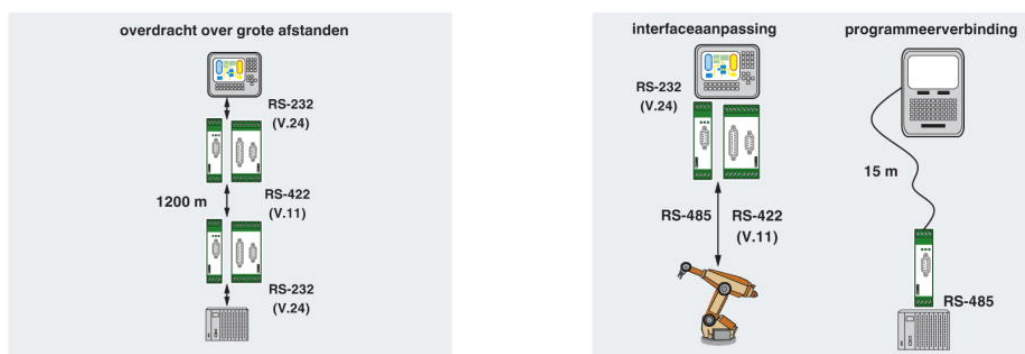 overdracht over grote afstanden
RS-232
(V.24)
1200 m
RS-422
(V.11)
RS-232
(V.24)
interfaceaanpassing
RS-232
(V.24)
RS-485
RS-422
(V.11)
programmeerverbinding
15 m
RS-485